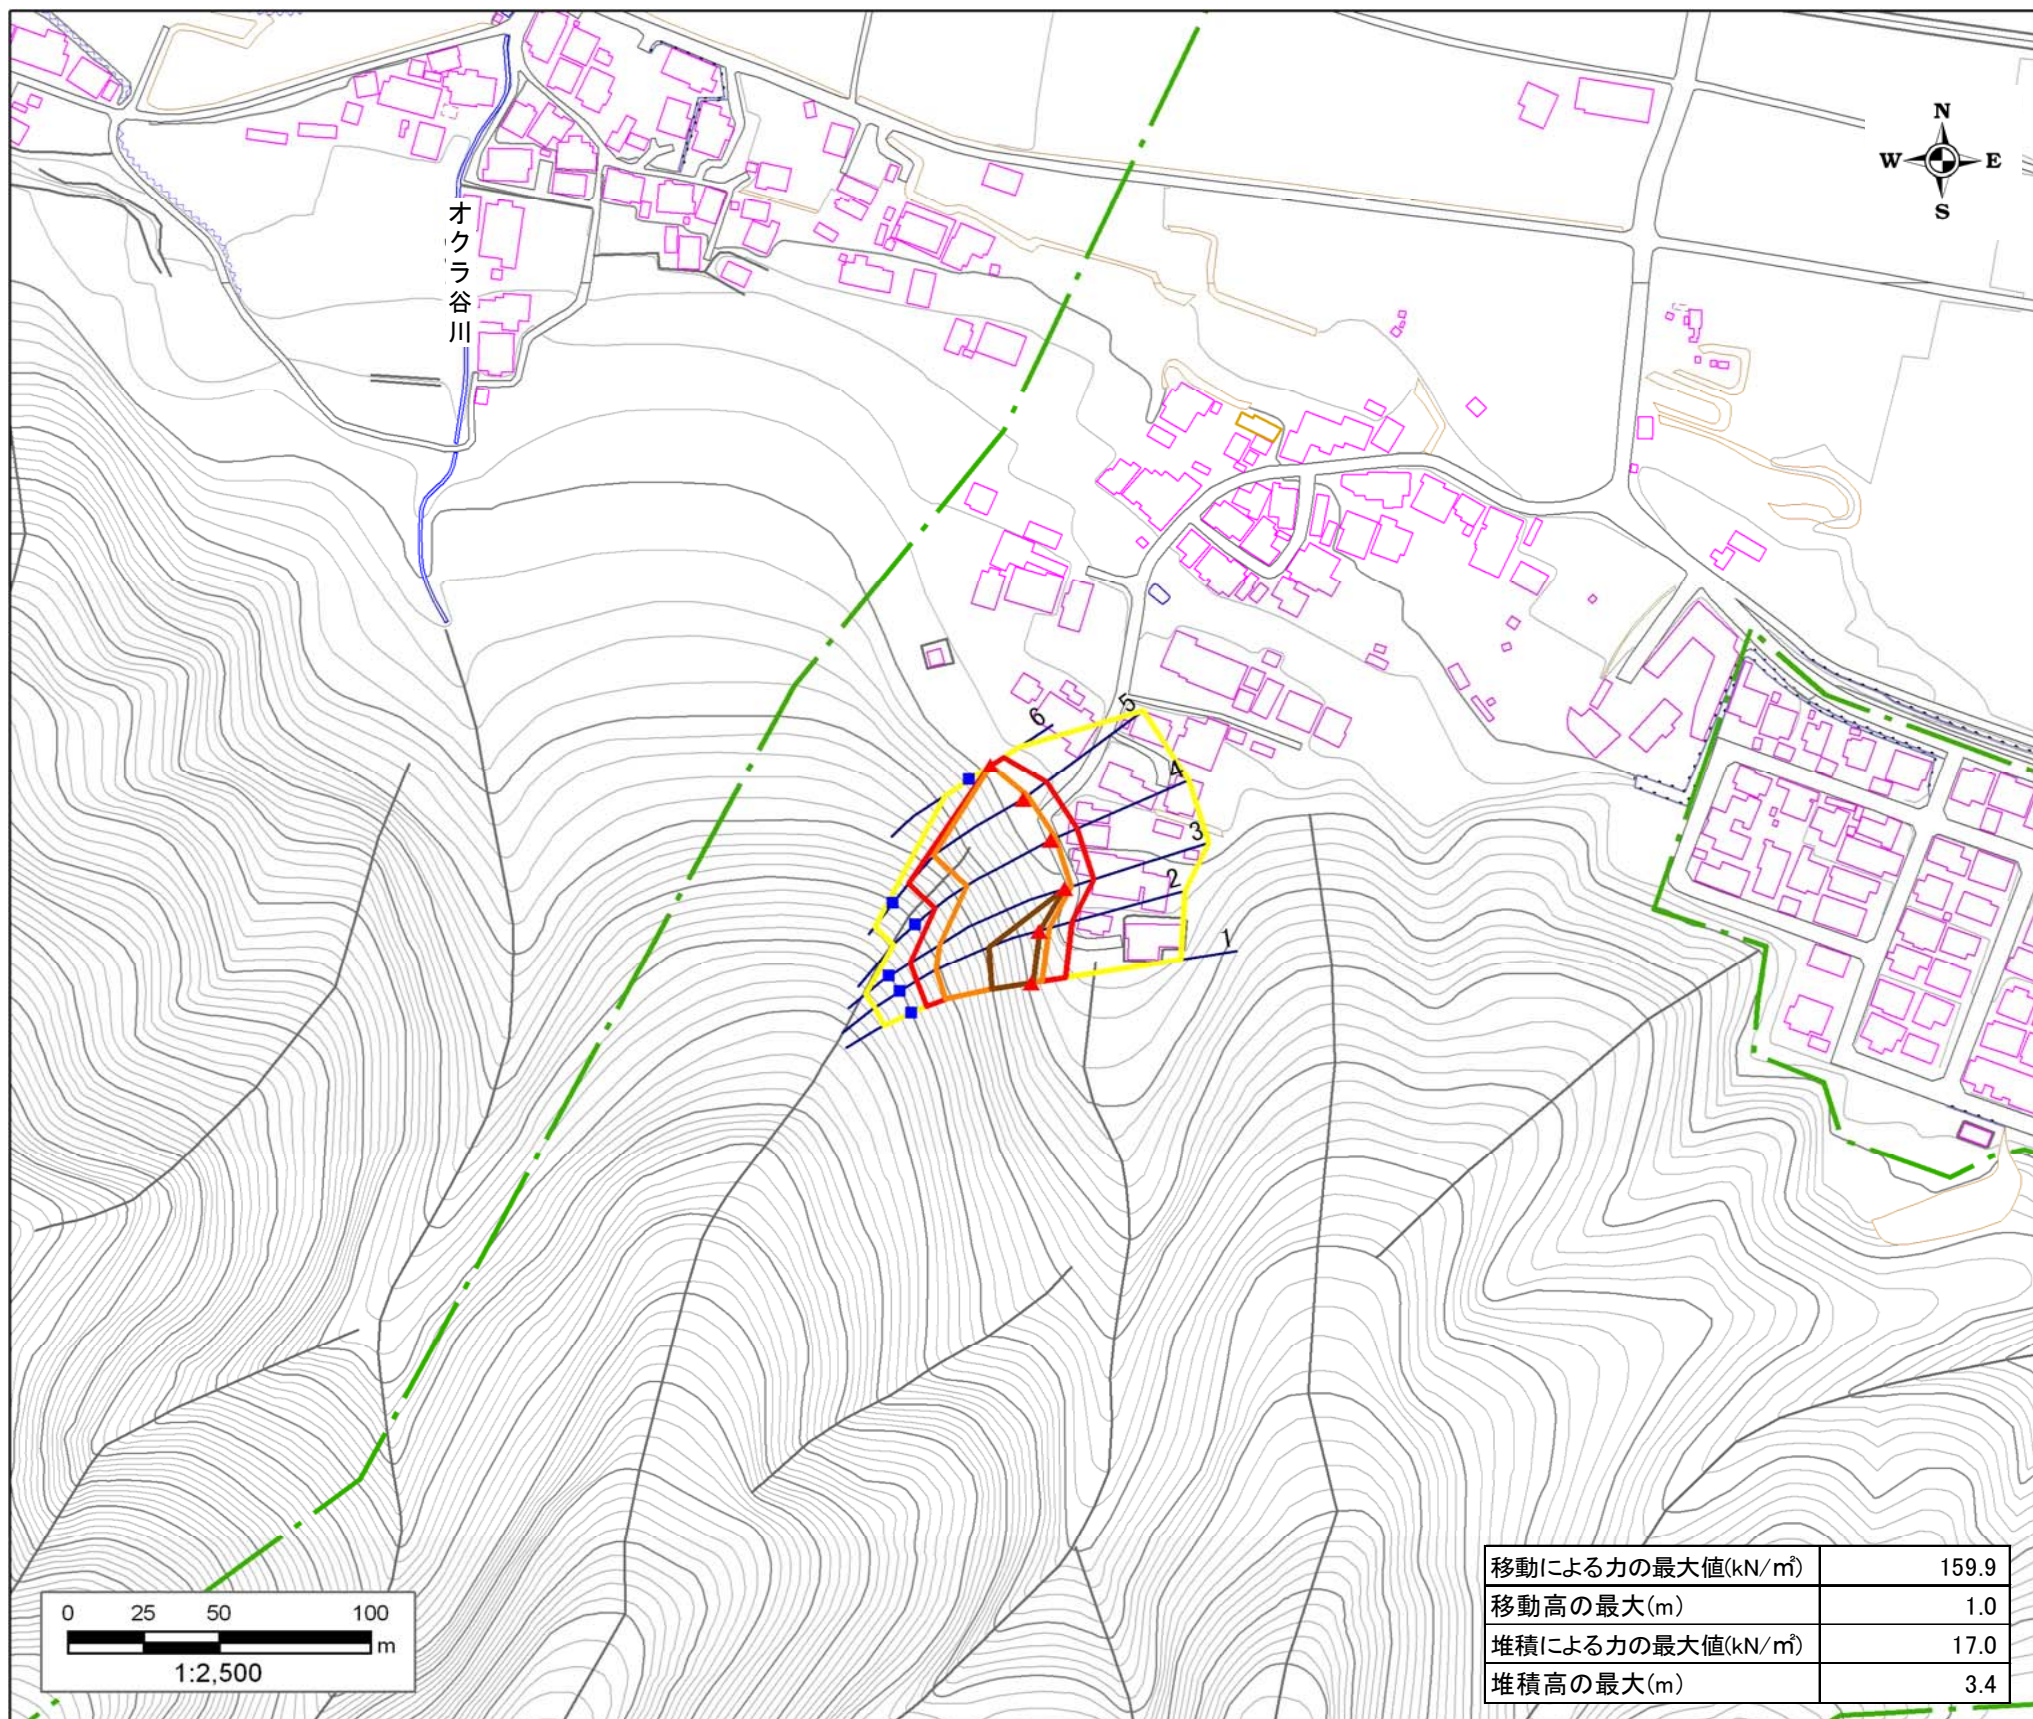 N
W E
S
オクラ谷川
6
5
4
3
2
1
移動による力の最大値(kN/㎡) 159.9
移動高の最大(m) 1.0
堆積による力の最大値(kN/㎡) 17.0
堆積高の最大(m) 3.4
0 25 50 100
m
1:2,500